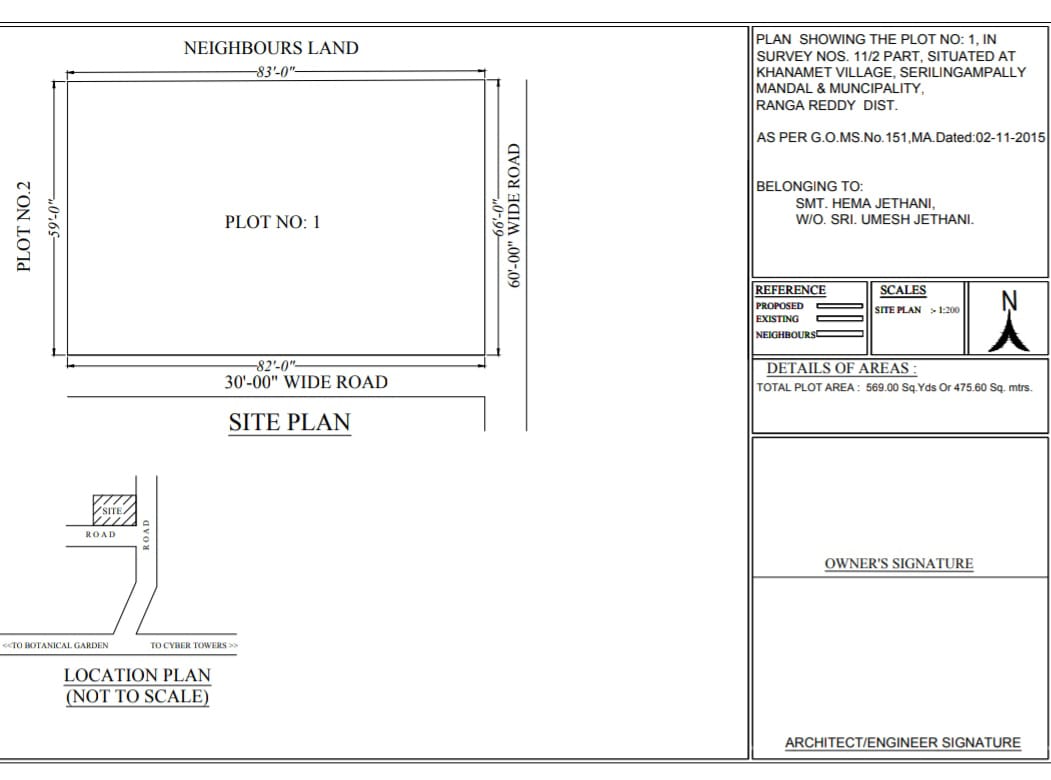 NEIGHBOURS LAND
83'-0"
PLOT NO.2
59'-0"
PLOT NO: 1
66'-0"
60'-00" WIDE ROAD
82'-0"
30'-00" WIDE ROAD
SITE PLAN
SITE
ROAD
ROAD
<<TO BOTANICAL GARDEN
TO CYBER TOWERS >>
LOCATION PLAN
(NOT TO SCALE)
PLAN SHOWING THE PLOT NO: 1, IN
SURVEY NOS. 11/2 PART, SITUATED AT
KHANAMET VILLAGE, SERILINGAMPALLY
MANDAL & MUNCIPALITY,
RANGA REDDY DIST.
AS PER G.O.MS.No.151,MA.Dated:02-11-2015
BELONGING TO:
SMT. HEMA JETHANI,
W/O. SRI. UMESH JETHANI.
REFERENCE
PROPOSED
EXISTING
NEIGHBOURS
SCALES
SITE PLAN :- 1:200
N
DETAILS OF AREAS :
TOTAL PLOT AREA : 569.00 Sq.Yds Or 475.60 Sq. mtrs.
OWNER'S SIGNATURE
ARCHITECT/ENGINEER SIGNATURE